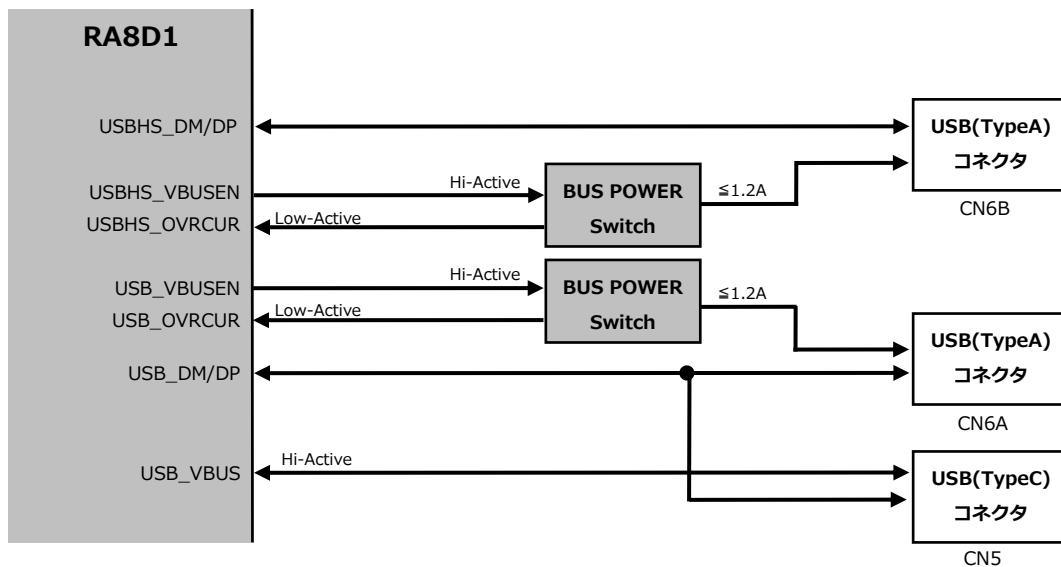 RA8D1
USBHS_DM/DP
USB(TypeA)
コネクタ
CN6B
USBHS_VBUSEN
Hi-Active
BUS POWER
Switch
≦1.2A
USBHS_OVRCUR
Low-Active
USB_VBUSEN
Hi-Active
BUS POWER
Switch
≦1.2A
USB_OVRCUR
Low-Active
USB(TypeA)
コネクタ
CN6A
USB_DM/DP
USB_VBUS
Hi-Active
USB(TypeC)
コネクタ
CN5